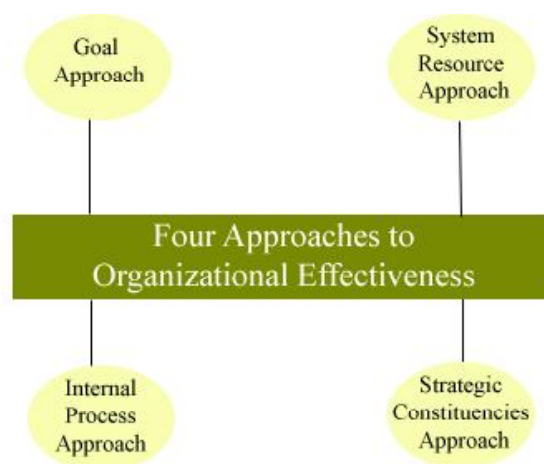 Goal
Approach
System
Resource
Approach
Four Approaches to
Organizational Effectiveness
Internal
Process
Approach
Strategic
Constituencies
Approach